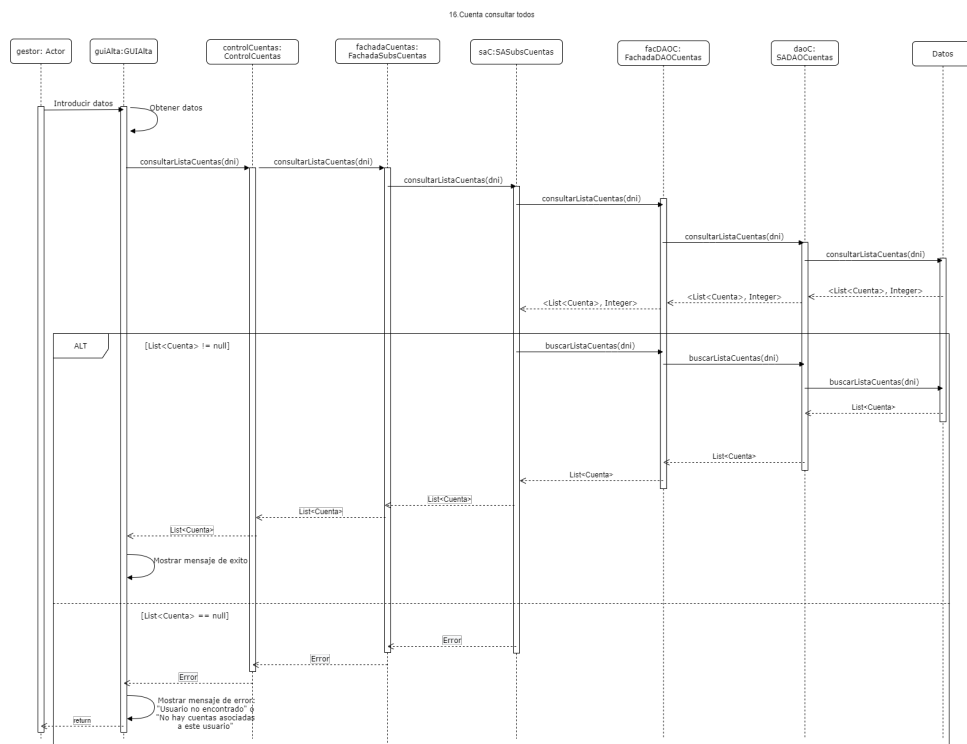 16.Cuenta consultar todos
gestor: Actor
guiAlta:GUIAlta
controlCuentas:
ControlCuentas
fachadaCuentas:
FachadaSubsCuentas
saC:SASubsCuentas
facDAOC:
FachadaDAOCuentas
daoC:
SADAOCuentas
Datos
Introducir datos
Obtener datos
consultarListaCuentas(dni)
consultarListaCuentas(dni)
consultarListaCuentas(dni)
consultarListaCuentas(dni)
consultarListaCuentas(dni)
consultarListaCuentas(dni)
<List<Cuenta>, Integer>
<List<Cuenta>, Integer>
<List<Cuenta>, Integer>
ALT
[List<Cuenta> != null]
buscarListaCuentas(dni)
buscarListaCuentas(dni)
buscarListaCuentas(dni)
List<Cuenta>
List<Cuenta>
List<Cuenta>
List<Cuenta>
List<Cuenta>
List<Cuenta>
Mostrar mensaje de exito
[List<Cuenta> == null]
Error
Error
Error
Mostrar mensaje de error:
"Usuario no encontrado" o
"No hay cuentas asociadas
a este usuario"
return